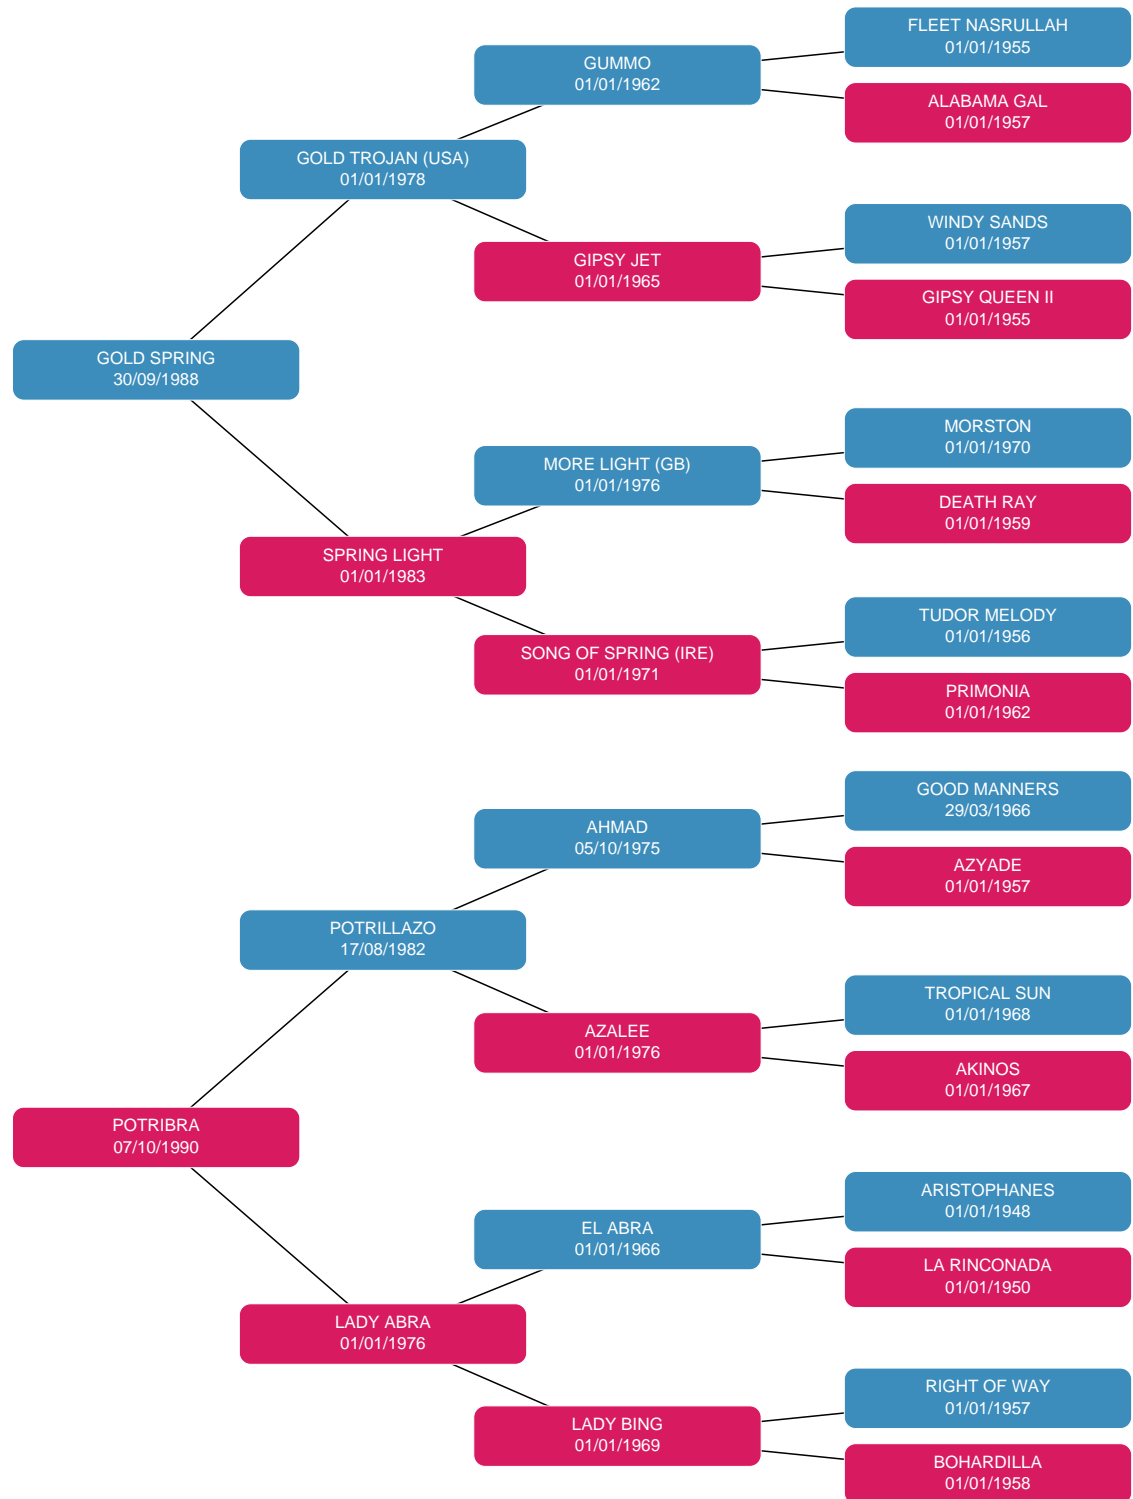 FLEET NASRULLAH
01/01/1955
GUMMO
01/01/1962
ALABAMA GAL
01/01/1957
GOLD TROJAN (USA)
01/01/1978
WINDY SANDS
01/01/1957
GIPSY JET
01/01/1965
GIPSY QUEEN II
01/01/1955
GOLD SPRING
30/09/1988
MORSTON
01/01/1970
MORE LIGHT (GB)
01/01/1976
DEATH RAY
01/01/1959
SPRING LIGHT
01/01/1983
TUDOR MELODY
01/01/1956
SONG OF SPRING (IRE)
01/01/1971
PRIMONIA
01/01/1962
GOOD MANNERS
29/03/1966
AHMAD
05/10/1975
AZYADE
01/01/1957
POTRILLAZO
17/08/1982
TROPICAL SUN
01/01/1968
AZALEE
01/01/1976
AKINOS
01/01/1967
POTRIBRA
07/10/1990
ARISTOPHANES
01/01/1948
EL ABRA
01/01/1966
LA RINCONADA
01/01/1950
LADY ABRA
01/01/1976
RIGHT OF WAY
01/01/1957
LADY BING
01/01/1969
BOHARDILLA
01/01/1958